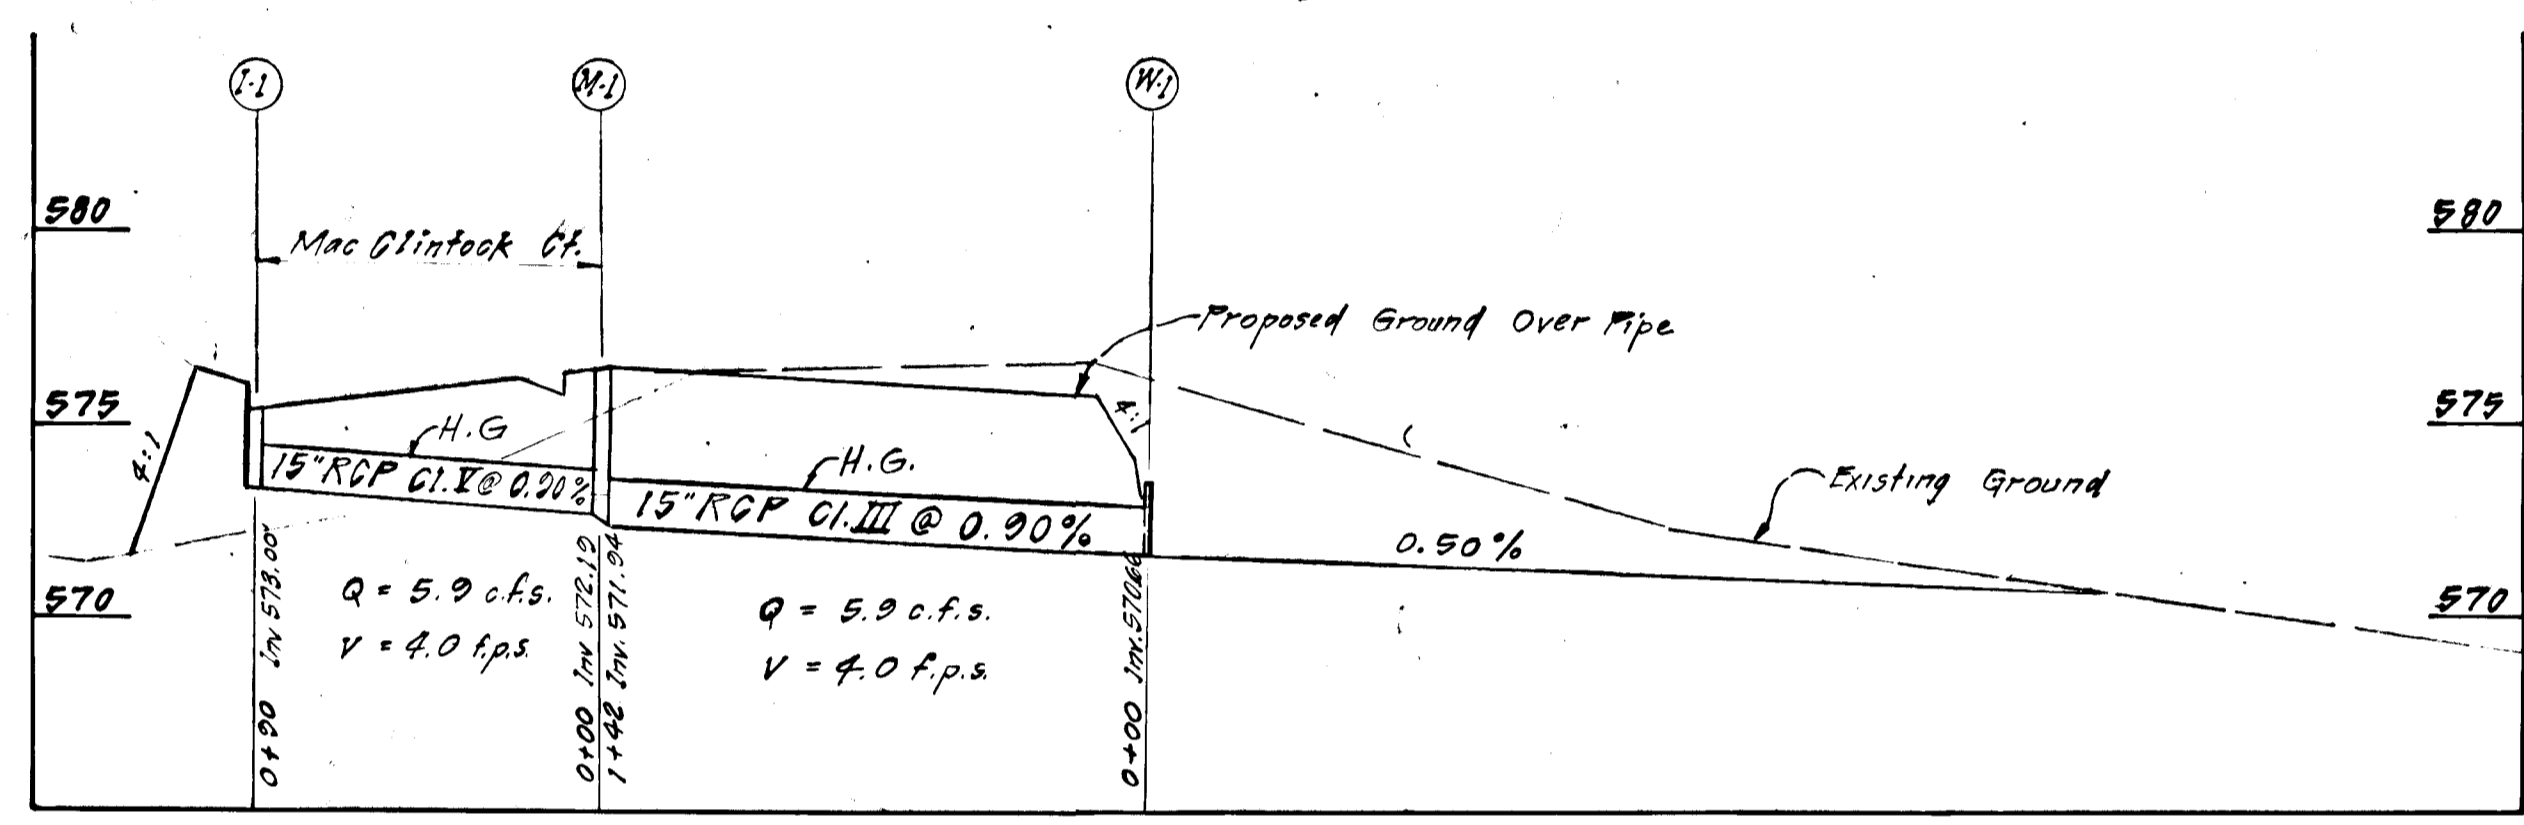 I-1
M-1
W-1
580
580
Mac Clintock Ct.
Proposed Ground Over Pipe
575
575
4:1
4:1
H.G
H.G.
15" RCP Cl. V @ 0.90%
15" RCP Cl. III @ 0.90%
Existing Ground
0.50%
570
570
Q = 5.9 c.f.s.
V = 4.0 f.p.s.
Q = 5.9 c.f.s.
V = 4.0 f.p.s.
0+90 Inv 573.00
0+00 Inv 572.19
1+42 Inv. 571.94
0+00 Inv. 570.66